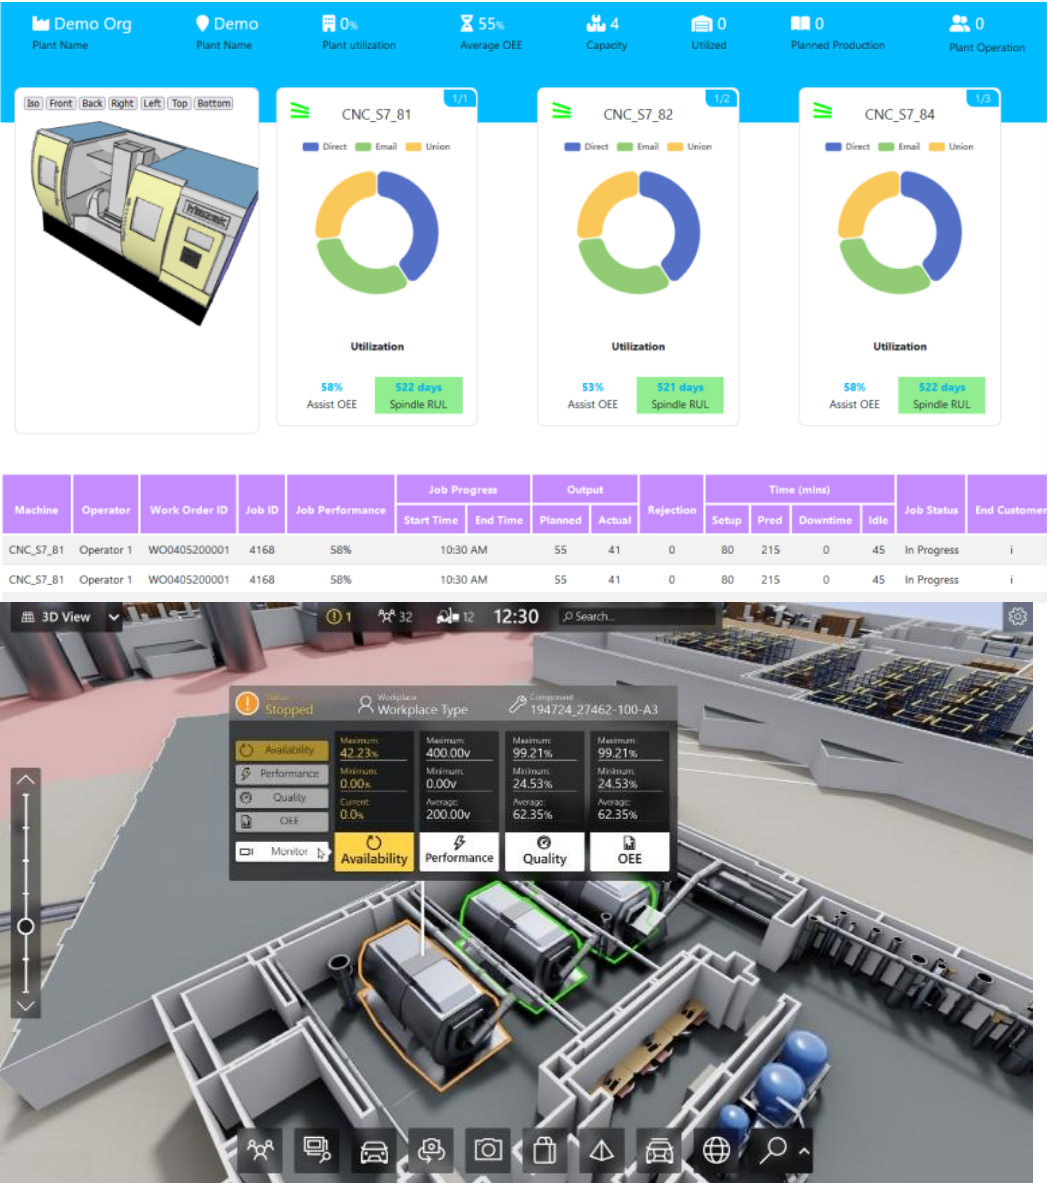 Demo Org
Plant Name
Demo
Plant Name
0%
Plant utilization
55%
Average OEE
4
Capacity
0
Utilized
0
Planned Production
0
Plant Operation
Iso Front Back Right Left Top Bottom
Mazak
1/1
CNC_S7_81
Direct Email Union
Utilization
58%
Assist OEE
522 days
Spindle RUL
1/2
CNC_S7_82
Direct Email Union
Utilization
53%
Assist OEE
521 days
Spindle RUL
1/3
CNC_S7_84
Direct Email Union
Utilization
58%
Assist OEE
522 days
Spindle RUL
Machine Operator Work Order ID Job ID Job Performance Job Progress Output Rejection Time (mins) Job Status End Customer
Start Time End Time Planned Actual Setup Pred Downtime Idle
CNC_S7_81 Operator 1 WO0405200001 4168 58% 10:30 AM 55 41 0 80 215 0 45 In Progress i
CNC_S7_81 Operator 1 WO0405200001 4168 58% 10:30 AM 55 41 0 80 215 0 45 In Progress i
3D View 1 32 12 12:30 Search...
Status
Stopped
Workplace
Workplace Type
Component
194724_27462-100-A3
Availability
Performance
Quality
OEE
Monitor
Maximum:
42.23%
Minimum:
0.00%
Current:
0.0%
Availability
Maximum:
400.00v
Minimum:
0.00v
Average:
200.00v
Performance
Maximum:
99.21%
Minimum:
24.53%
Average:
62.35%
Quality
Maximum:
99.21%
Minimum:
24.53%
Average:
62.35%
OEE